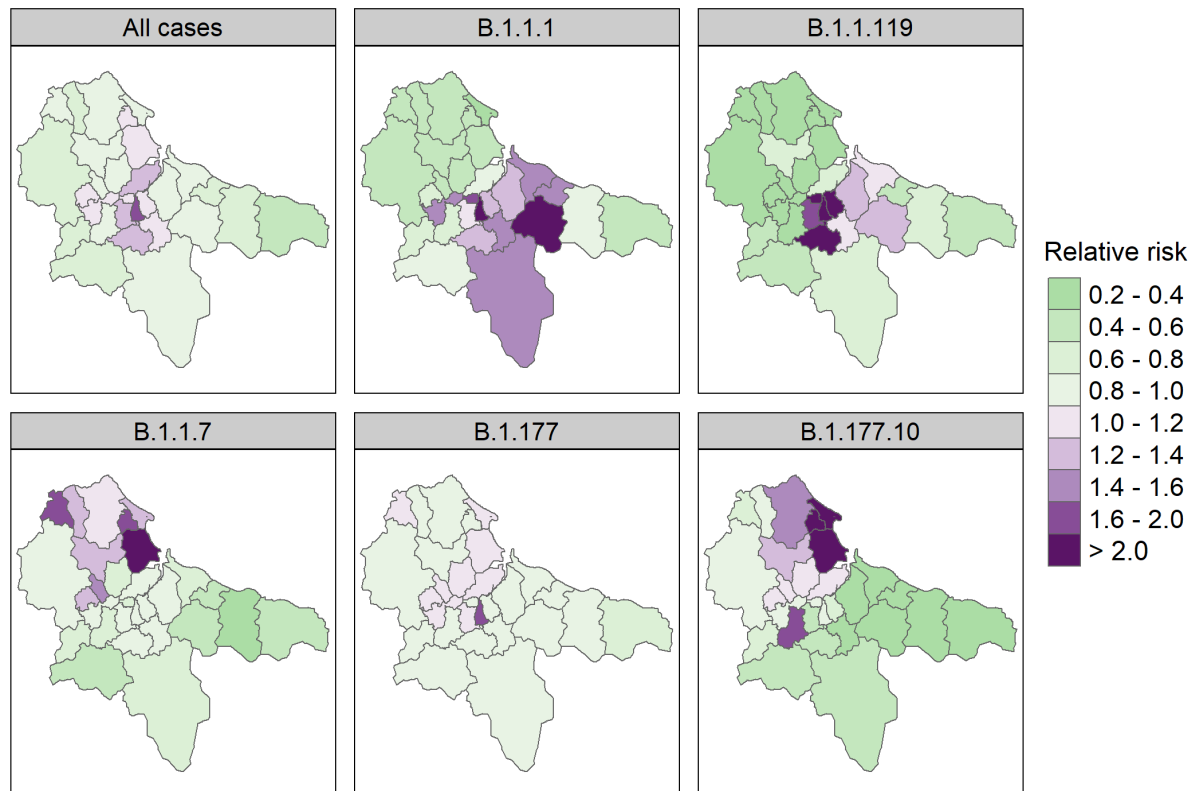 All cases
B.1.1.1
B.1.1.119
Relative risk
0.2 - 0.4
0.4 - 0.6
0.6 - 0.8
0.8 - 1.0
1.0 - 1.2
1.2 - 1.4
1.4 - 1.6
1.6 - 2.0
> 2.0
B.1.1.7
B.1.177
B.1.177.10